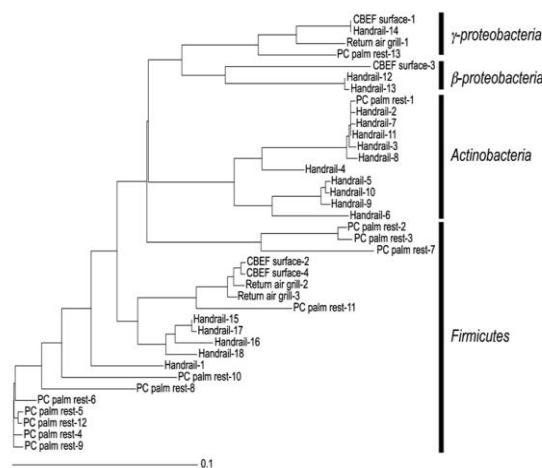 CBEF surface-1
Handrail-14
Return air grill-1
PC palm rest-13
γ-proteobacteria
CBEF surface-3
Handrail-12
Handrail-13
β-proteobacteria
PC palm rest-1
Handrail-2
Handrail-7
Handrail-11
Handrail-3
Handrail-8
Handrail-4
Handrail-5
Handrail-10
Handrail-9
Handrail-6
Actinobacteria
PC palm rest-2
PC palm rest-3
PC palm rest-7
CBEF surface-2
CBEF surface-4
Return air grill-2
Return air grill-3
PC palm rest-11
Handrail-15
Handrail-17
Handrail-16
Handrail-18
Handrail-1
PC palm rest-10
PC palm rest-8
PC palm rest-6
PC palm rest-5
PC palm rest-12
PC palm rest-4
PC palm rest-9
Firmicutes
0.1